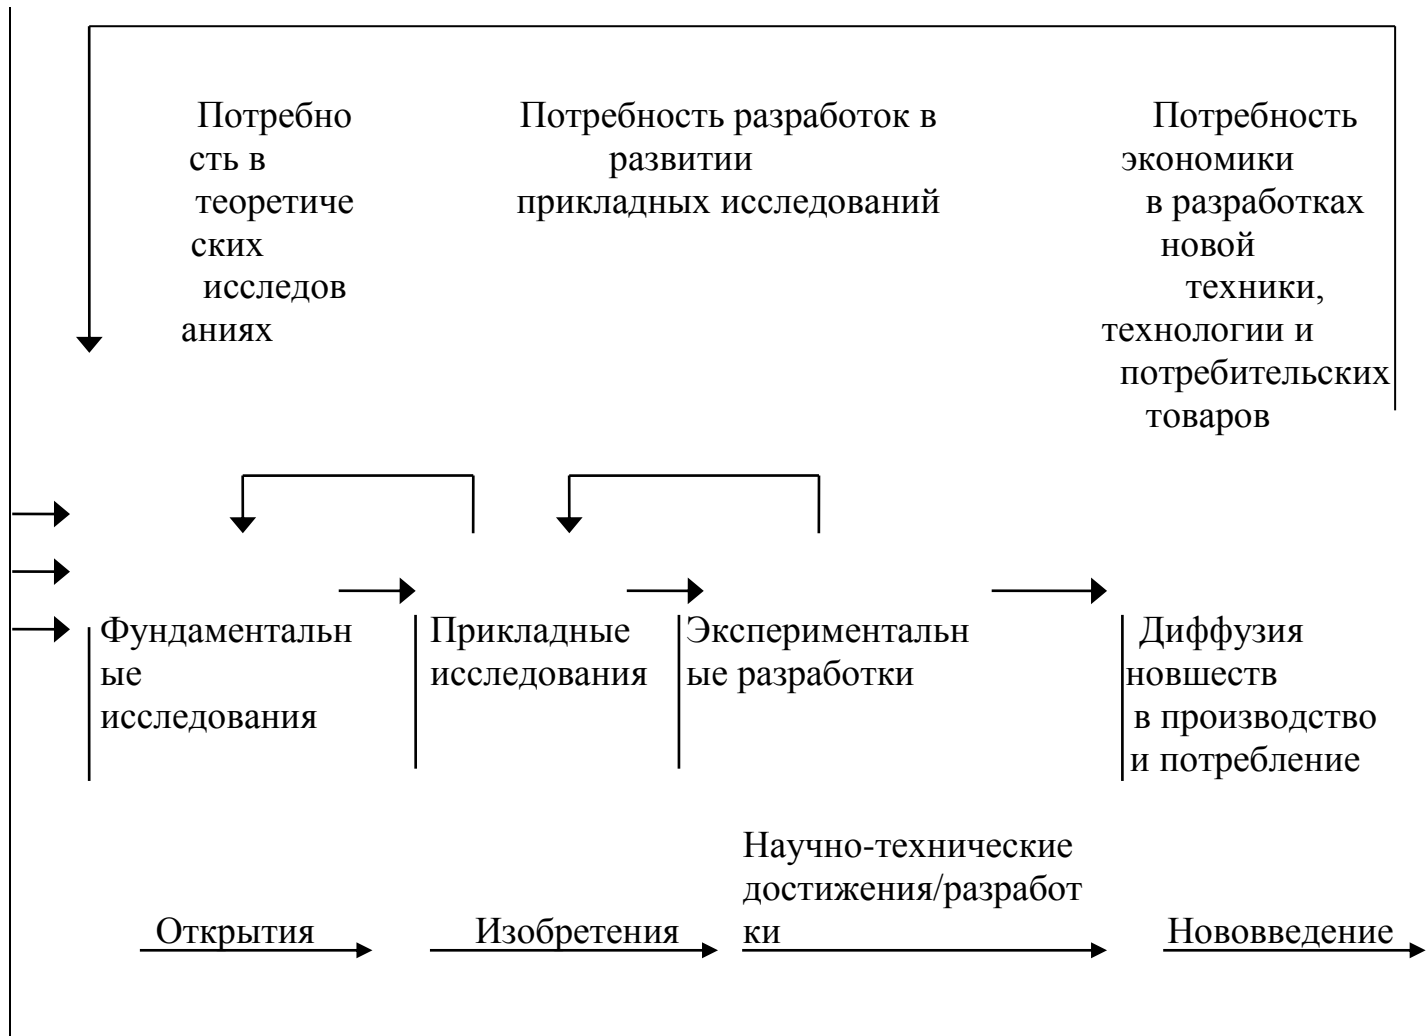 Потребно
сть в
теоретиче
ских
исследов
аниях
Потребность разработок в
развитии
прикладных исследований
Потребность
экономики
в разработках
новой
техники,
технологии и
потребительских
товаров
Фундаментальн
ые
исследования
Прикладные
исследования
Экспериментальн
ые разработки
Диффузия
новшеств
в производство
и потребление
Открытия
Изобретения
Научно-технические
достижения/разработ
ки
Нововведение